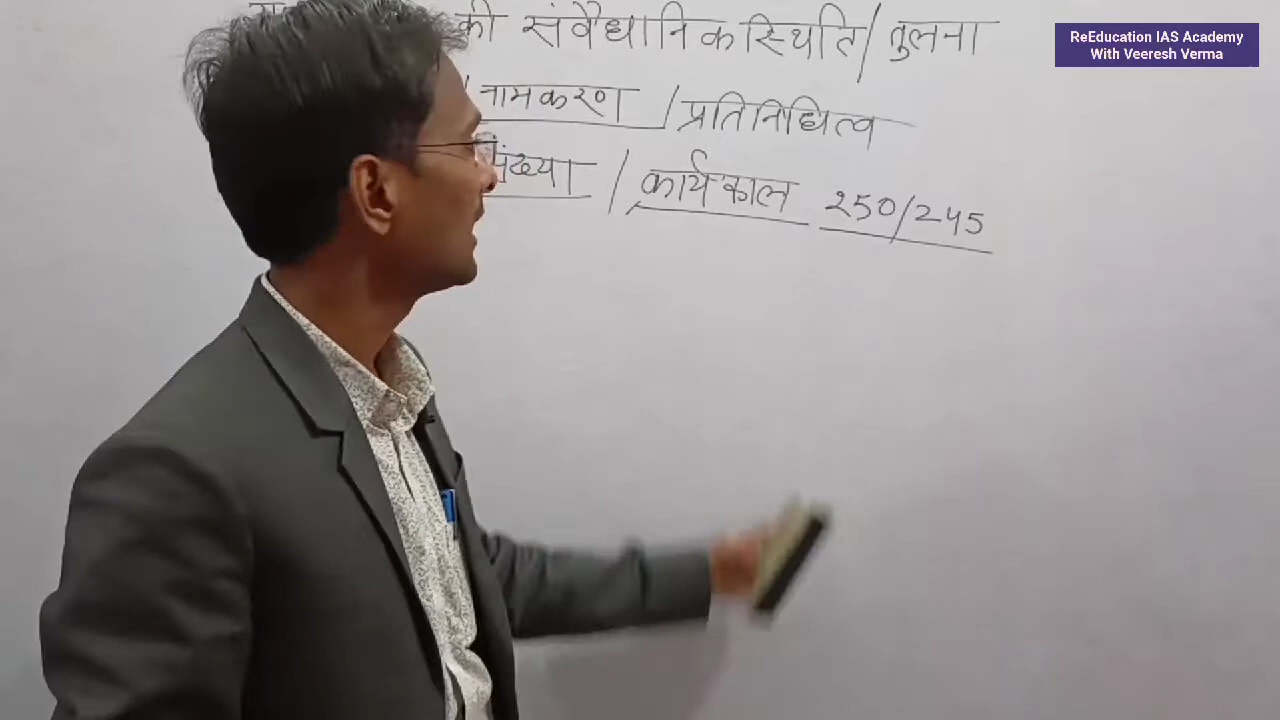 की संवैधानिक स्थिति / तुलना
/ नामकरण / प्रतिनिधित्व
संख्या / कार्यकाल 250/245
ReEducation IAS Academy
With Veeresh Verma